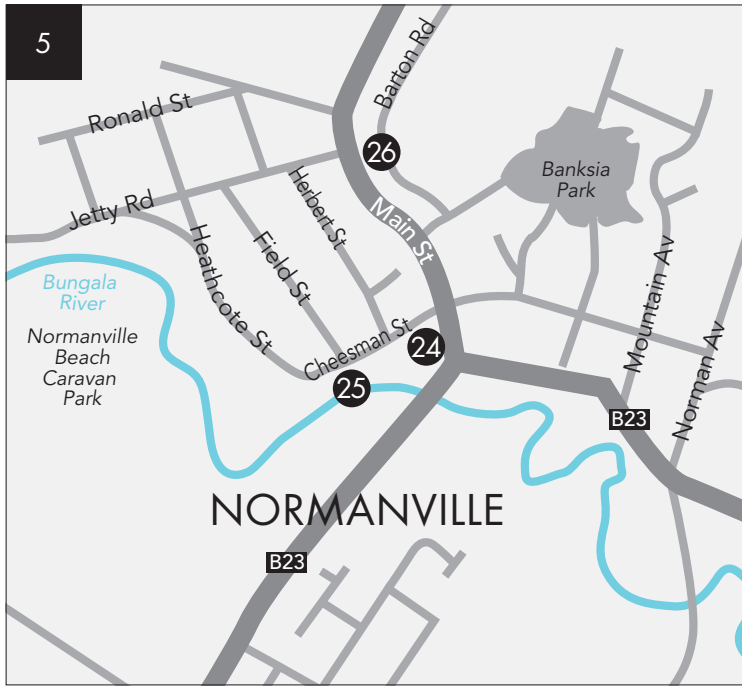 5
Ronald St
Barton Rd
26
Banksia
Park
Jetty Rd
Herbert St
Main St
Heathcote St
Field St
Mountain Av
Bungala
River
Normanville
Beach
Caravan
Park
Cheesman St
24
25
Norman Av
B23
NORMANVILLE
B23